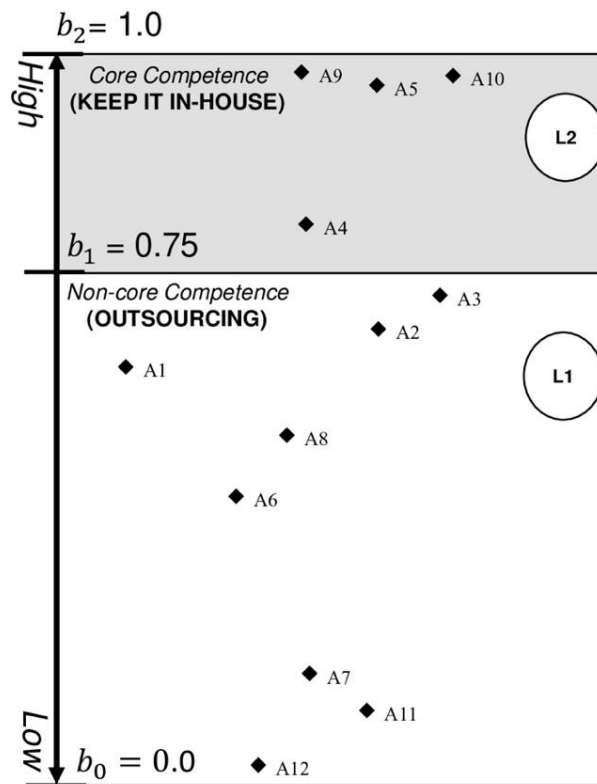 b₂= 1.0
High
Core Competence
(KEEP IT IN-HOUSE)
A9
A5
A10
L2
A4
b₁ = 0.75
Non-core Competence
(OUTSOURCING)
A3
A2
A1
L1
A8
A6
A7
A11
Low
b₀ = 0.0
A12